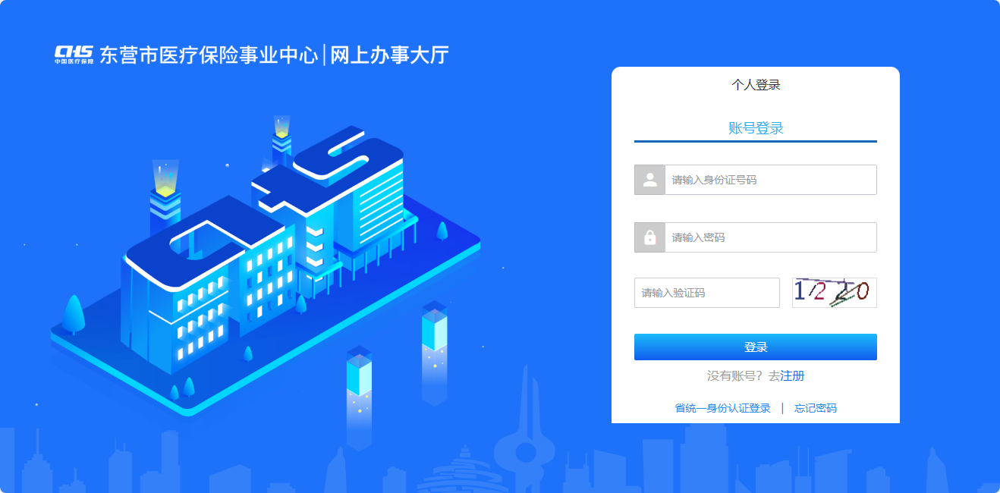 CHS 中国医疗保险 东营市医疗保险事业中心|网上办事大厅
个人登录
账号登录
请输入身份证号码
请输入密码
请输入验证码 1220
登录
没有账号？去注册
省统一身份认证登录 | 忘记密码